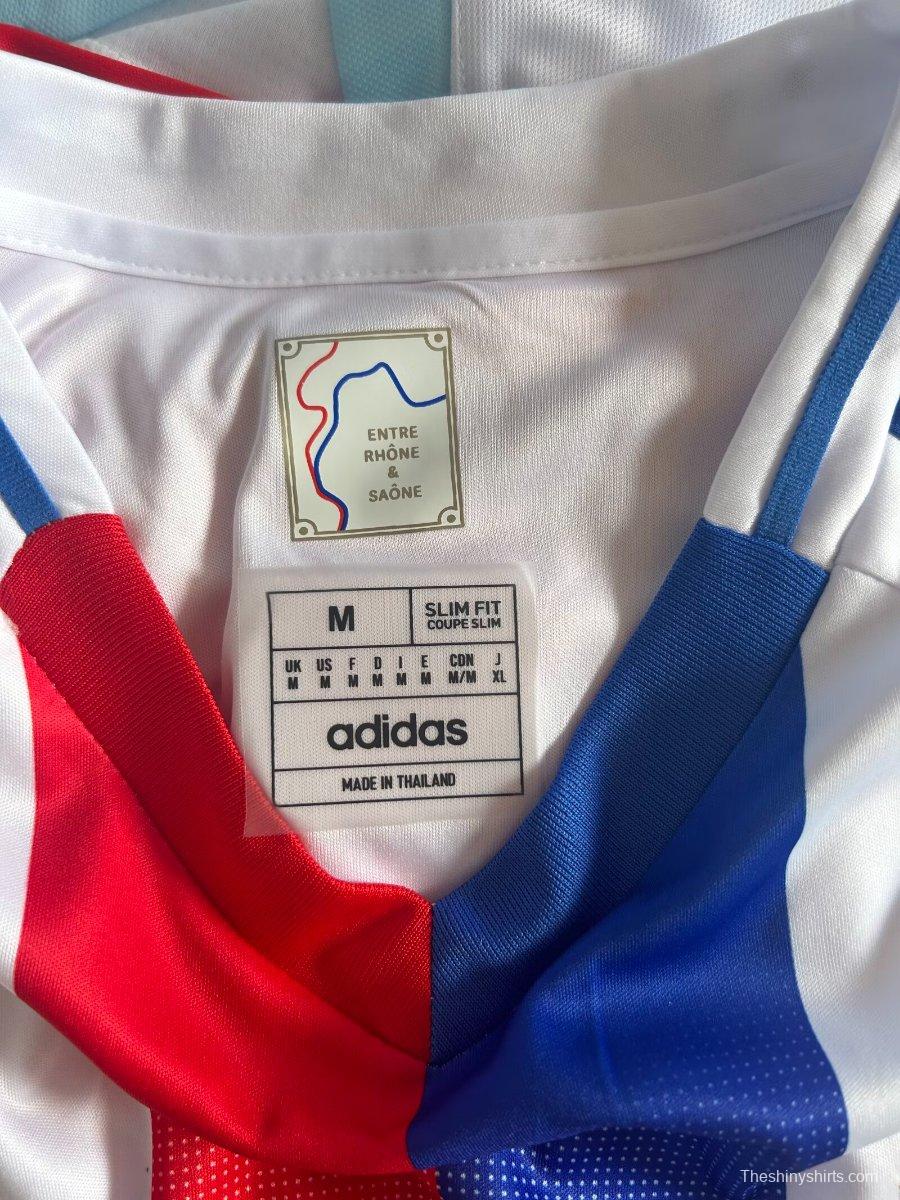 ENTRE
RHÔNE
&
SAÔNE
M
SLIM FIT
COUPE SLIM
UK US F D I E CDN J
M M M M M M M/M XL
adidas
MADE IN THAILAND
Theshinyshirts.com